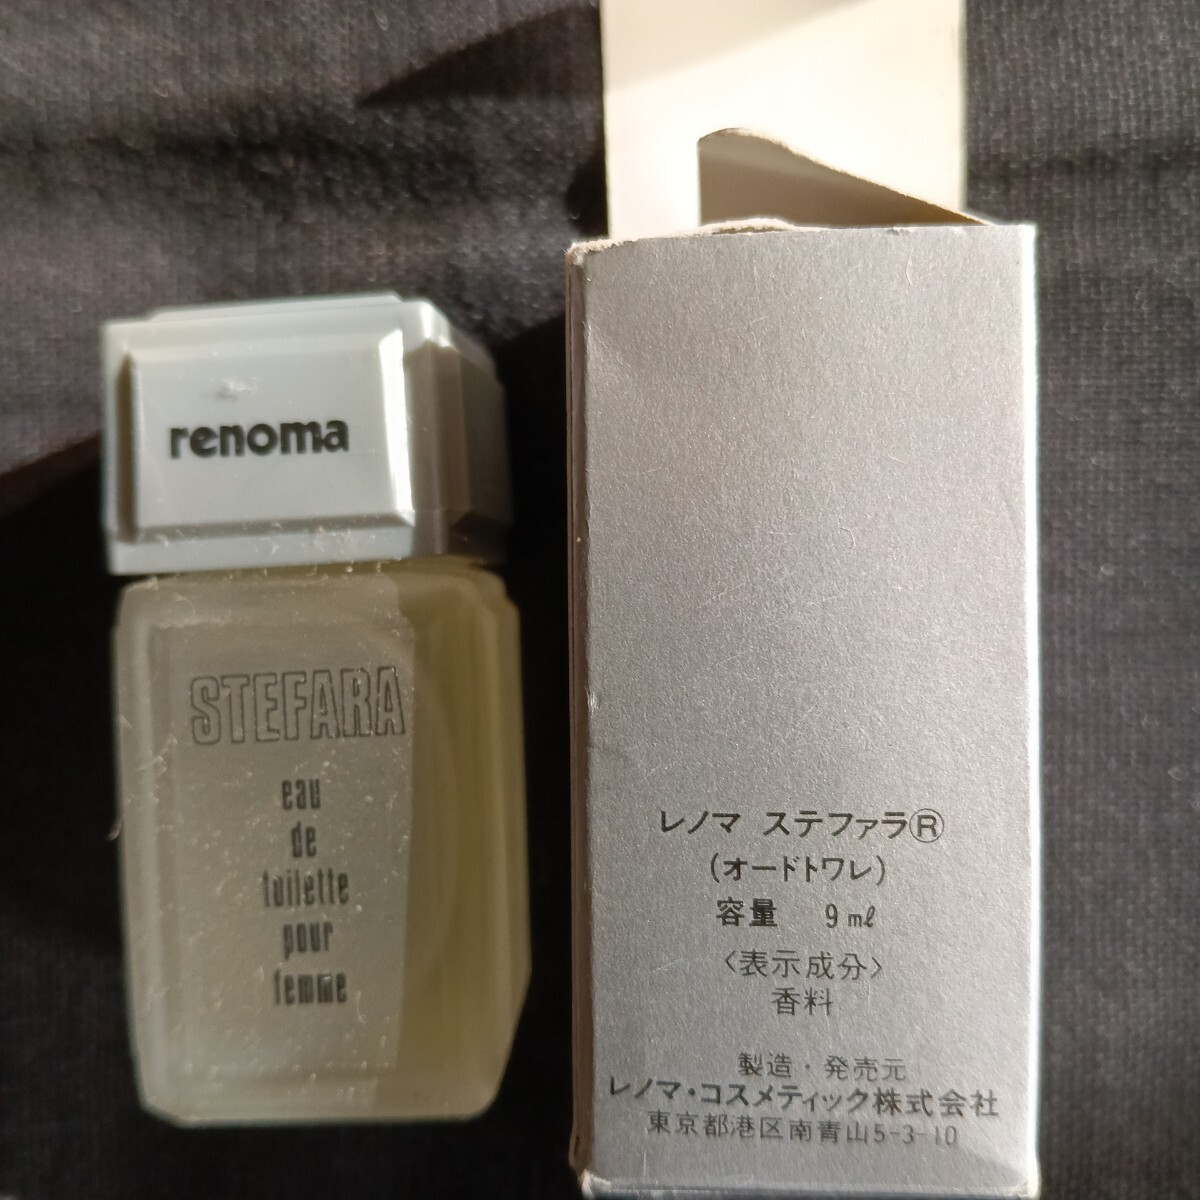 renoma
STEFARA
eau
de
toilette
pour
femme
レノマ ステファラⓇ
(オードトワレ)
容量 9㎖
〈表示成分〉
香料
製造・発売元
レノマ・コスメティック株式会社
東京都港区南青山5-3-10